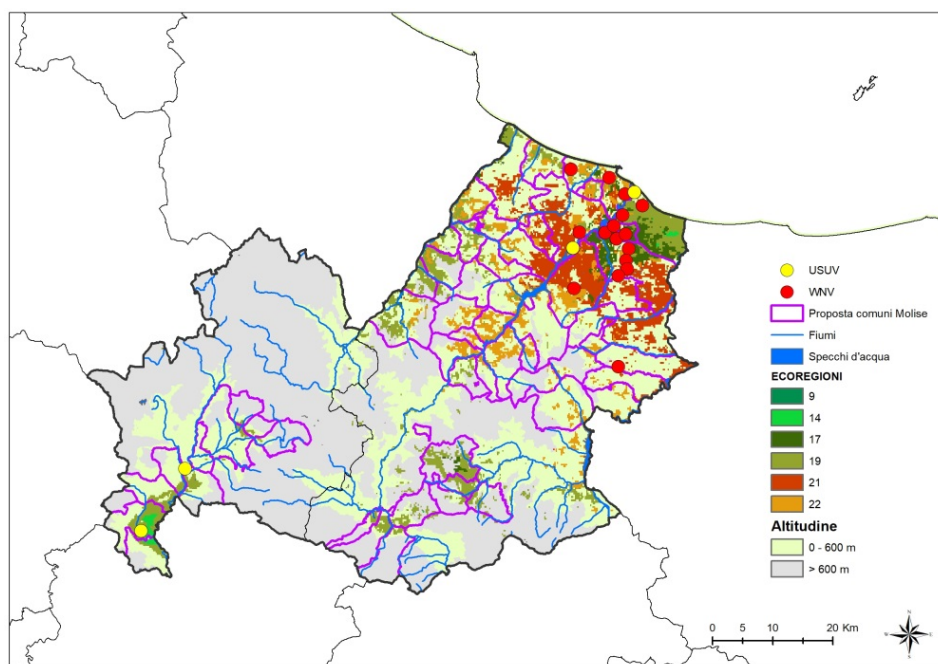 USUV
WNV
Proposta comuni Molise
Fiumi
Specchi d'acqua
ECOREGIONI
9
14
17
19
21
22
Altitudine
0 - 600 m
> 600 m
0 5 10 20 Km
N
W E
S